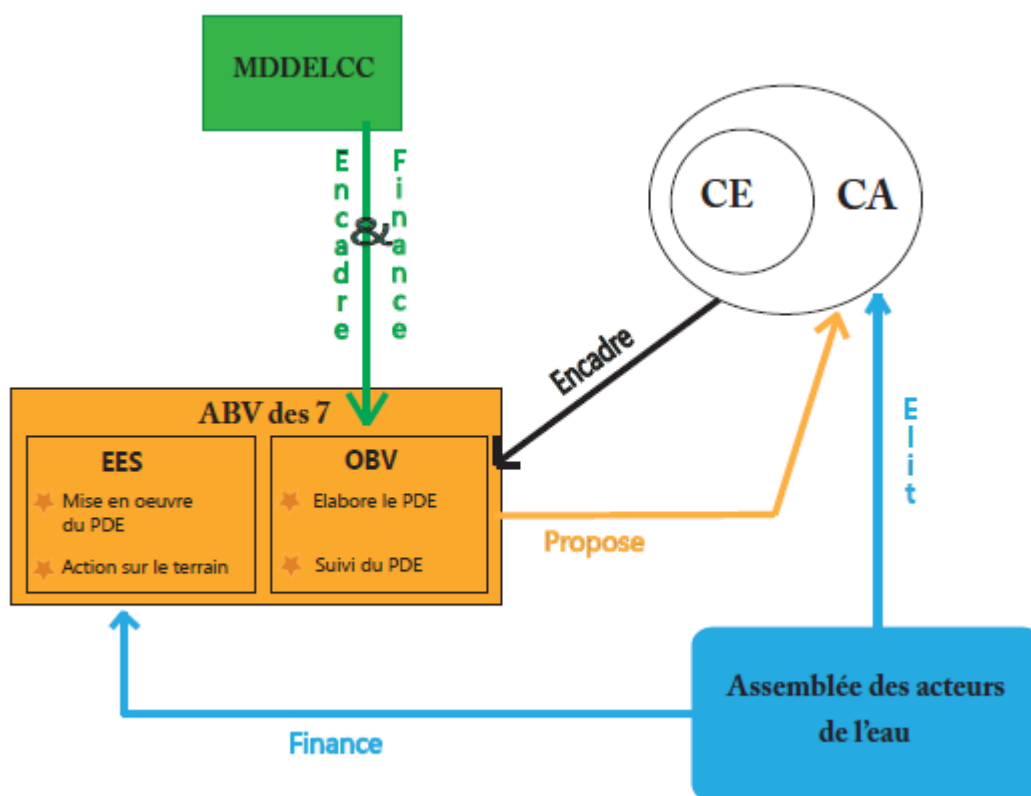 MDDELCC
Encadre
&
Finance
CE
CA
Encadre
ABV des 7
EES
Mise en oeuvre
du PDE
Action sur le terrain
OBV
Elabore le PDE
Suivi du PDE
Propose
Elit
Assemblée des acteurs
de l'eau
Finance